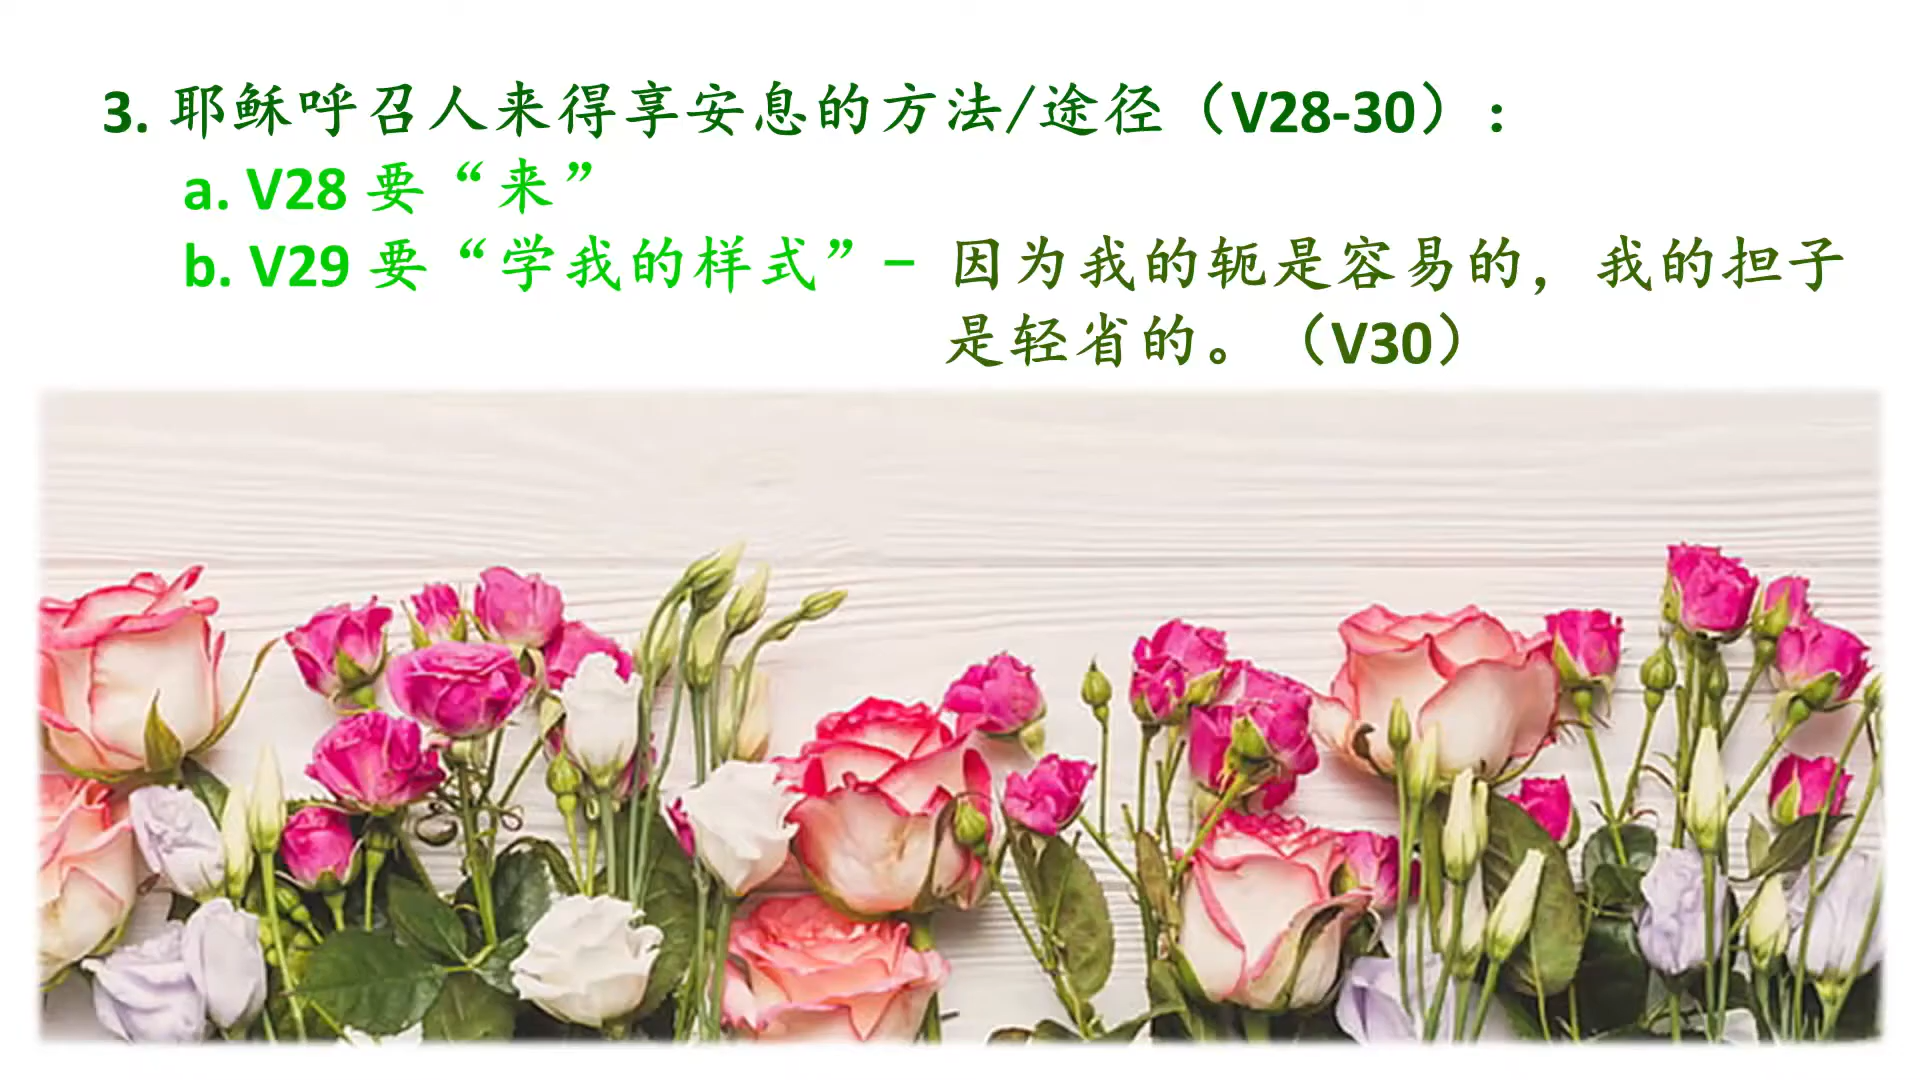 3. 耶稣呼召人来得享安息的方法/途径（V28-30）：
a. V28 要“来”
b. V29 要“学我的样式”– 因为我的轭是容易的，我的担子
是轻省的。（V30）